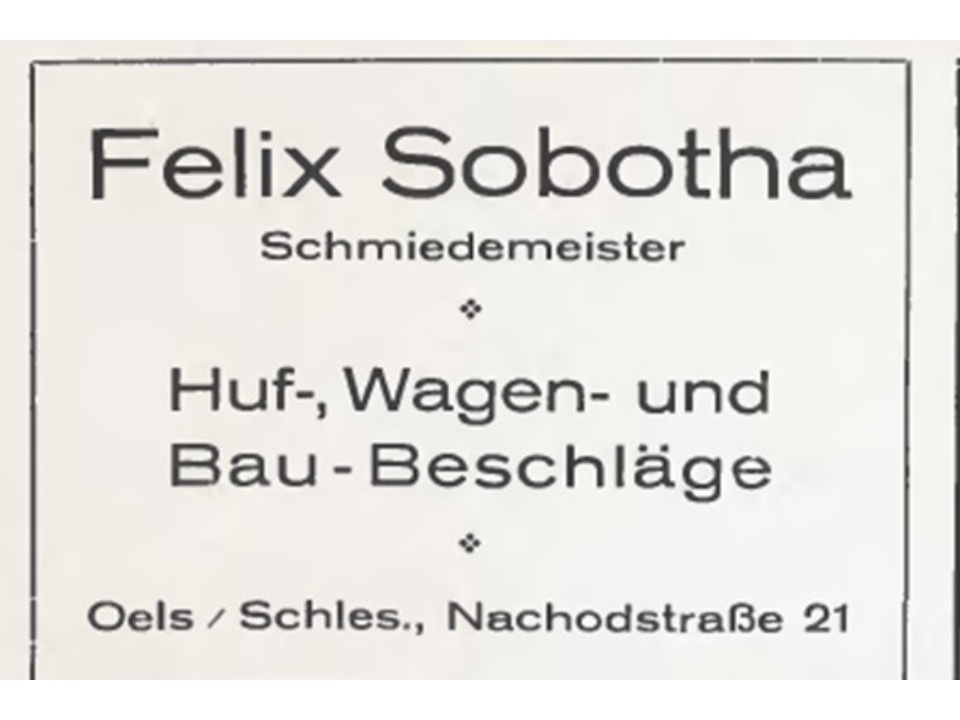 Felix Sobotha
Schmiedemeister
Huf-, Wagen- und
Bau-Beschläge
Oels / Schles., Nachodstraße 21